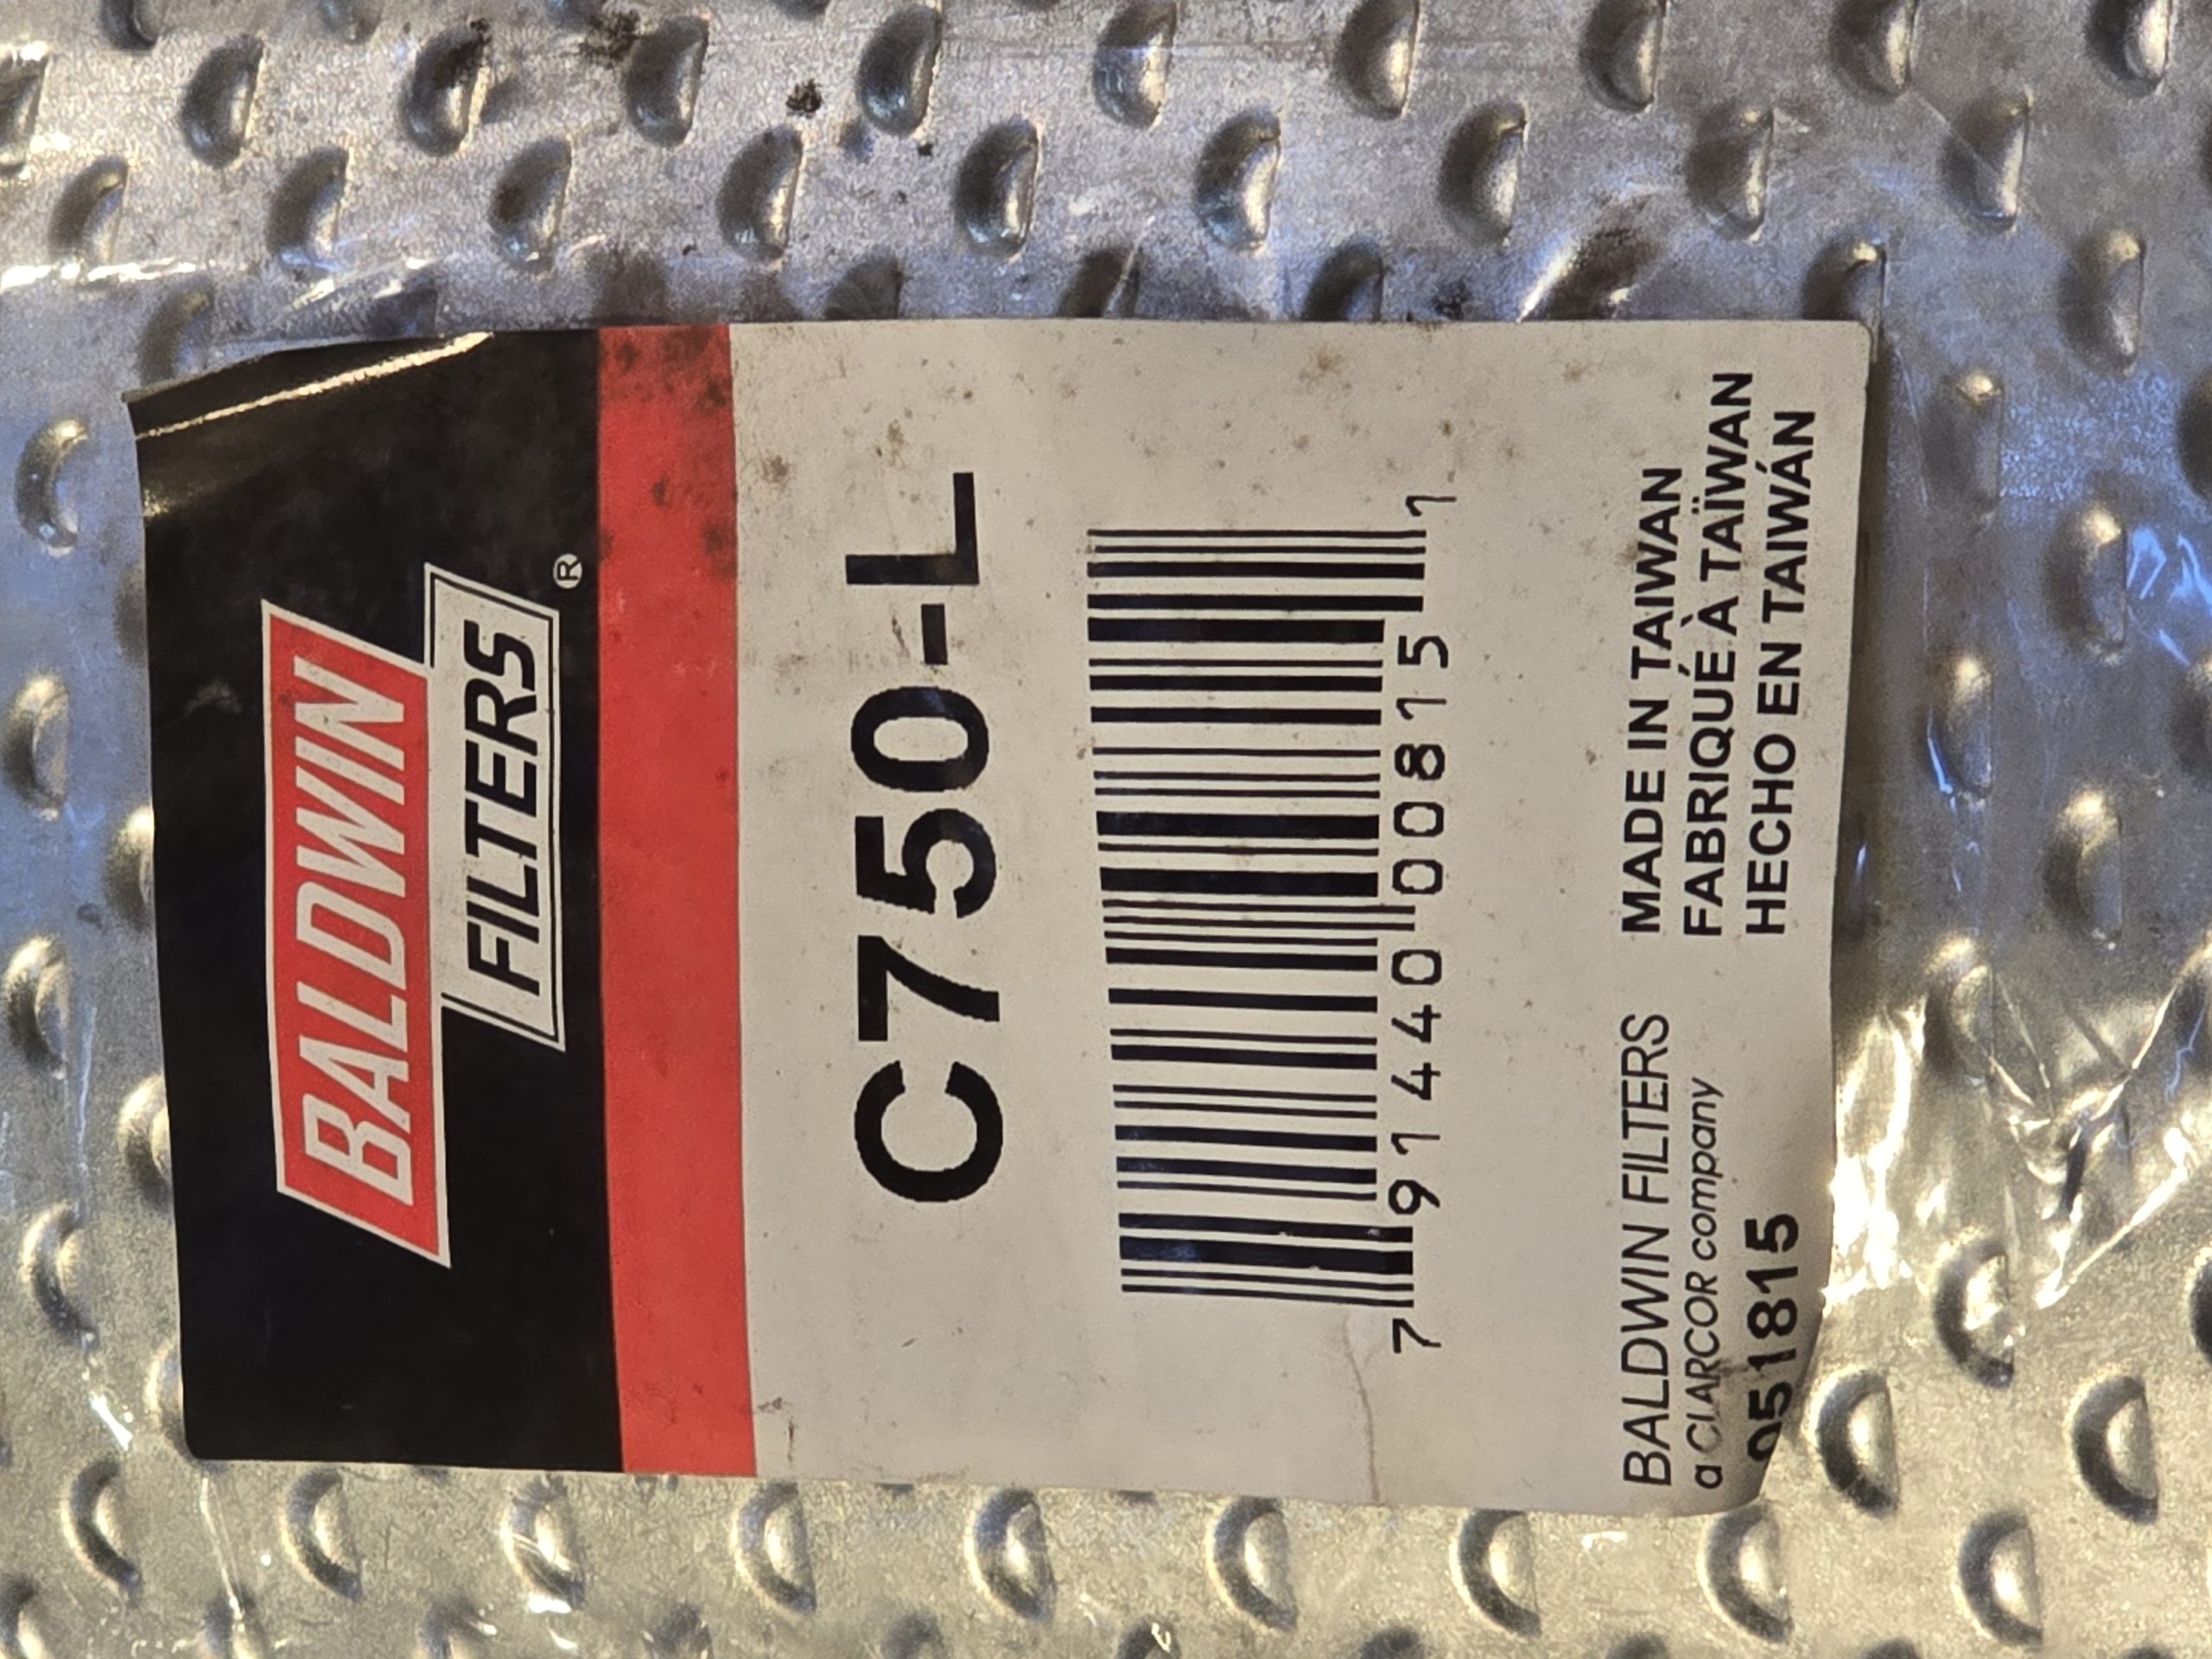 BALDWIN
FILTERS®
C750-L
7 91440 00815 1
BALDWIN FILTERS
a CLARCOR company
051815
MADE IN TAIWAN
FABRIQUÉ À TAÏWAN
HECHO EN TAIWÁN